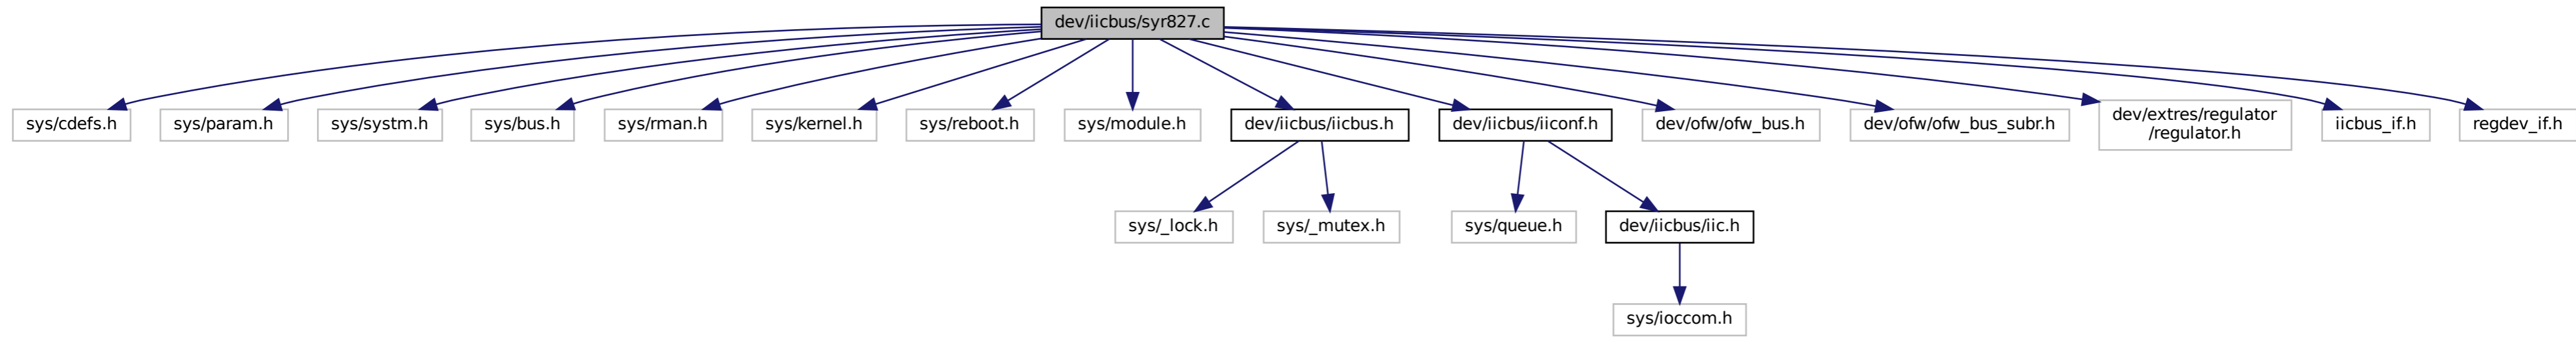 dev/iicbus/syr827.c
sys/cdefs.h
sys/param.h
sys/systm.h
sys/bus.h
sys/rman.h
sys/kernel.h
sys/reboot.h
sys/module.h
dev/iicbus/iicbus.h
dev/iicbus/iiconf.h
dev/ofw/ofw_bus.h
dev/ofw/ofw_bus_subr.h
dev/extres/regulator
/regulator.h
iicbus_if.h
regdev_if.h
sys/_lock.h
sys/_mutex.h
sys/queue.h
dev/iicbus/iic.h
sys/ioccom.h